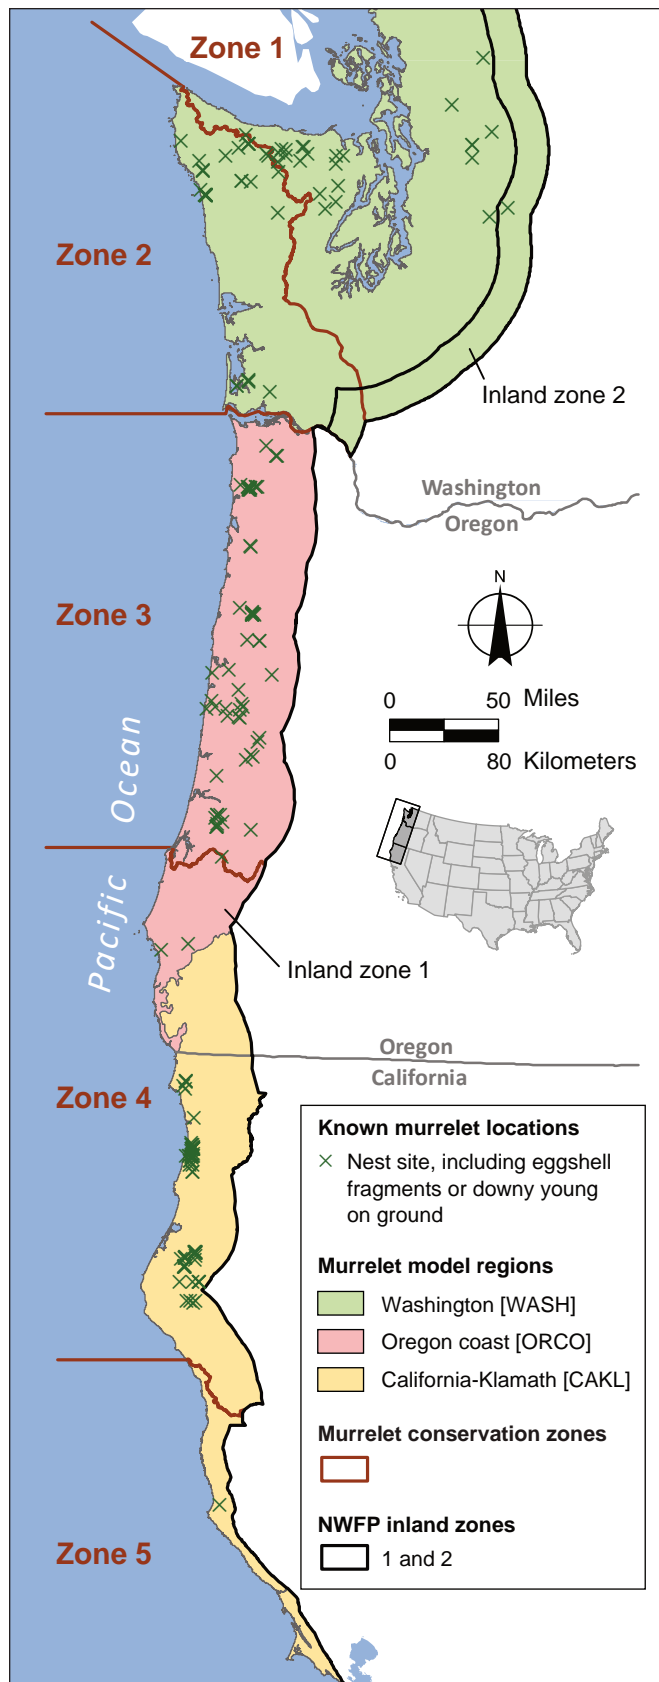 Zone 1
Zone 2
Inland zone 2
Washington
Oregon
N
Zone 3
0 50 Miles
0 80 Kilometers
Pacific Ocean
Inland zone 1
Oregon
California
Zone 4
Known murrelet locations
Nest site, including eggshell
fragments or downy young
on ground
Murrelet model regions
Washington [WASH]
Oregon coast [ORCO]
California-Klamath [CAKL]
Murrelet conservation zones
NWFP inland zones
1 and 2
Zone 5